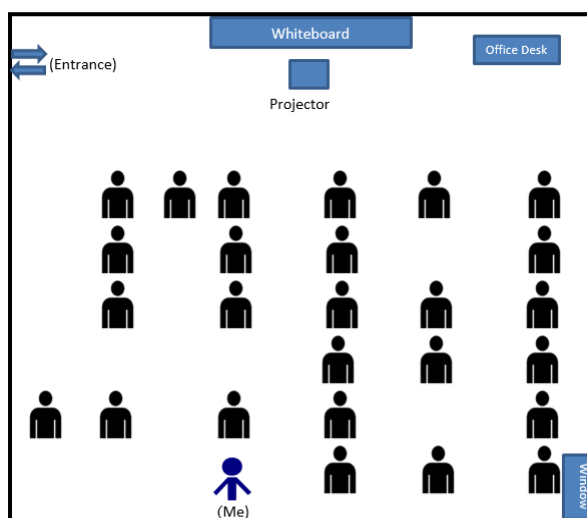 Whiteboard
Office Desk
(Entrance)
Projector
Window
(Me)